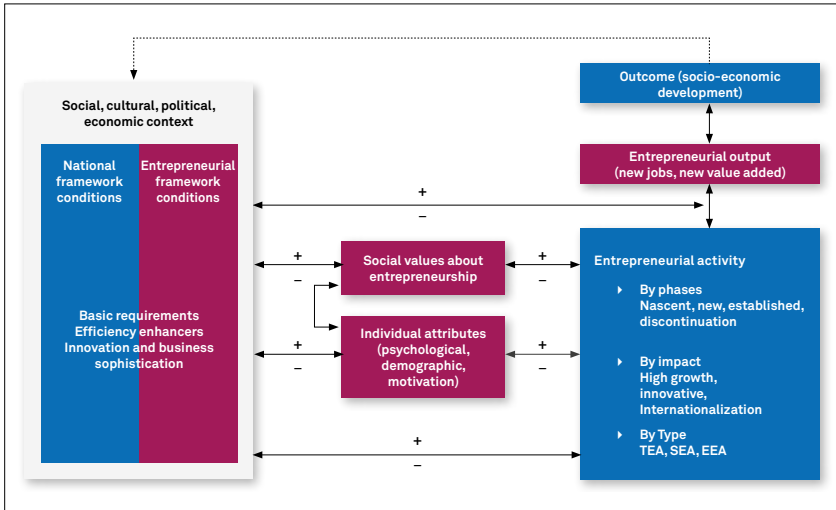 Social, cultural, political,
economic context
National
framework
conditions
Entrepreneurial
framework
conditions
Basic requirements
Efficiency enhancers
Innovation and business
sophistication
+
–
+
–
Social values about
entrepreneurship
+
–
+
–
Individual attributes
(psychological,
demographic,
motivation)
+
–
+
–
Outcome (socio-economic
development)
Entrepreneurial output
(new jobs, new value added)
Entrepreneurial activity
By phases
Nascent, new, established,
discontinuation
By impact
High growth,
innovative,
Internationalization
By Type
TEA, SEA, EEA